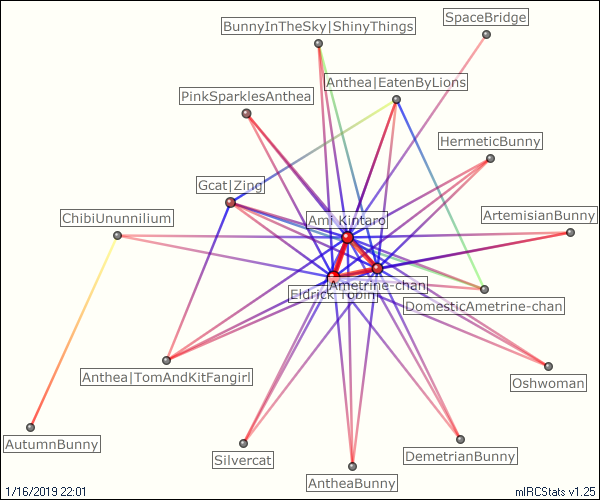 SpaceBridge
BunnyInTheSky|ShinyThings
Anthea|EatenByLions
PinkSparklesAnthea
HermeticBunny
Gcat|Zing
ChibiUnunnilium
Ami Kintaro
ArtemisianBunny
Ametrine-chan
Eldrick Tobin
DomesticAmetrine-chan
Anthea|TomAndKitFangirl
Oshwoman
AutumnBunny
Silvercat
DemetrianBunny
AntheaBunny
1/16/2019 22:01
mIRCStats v1.25